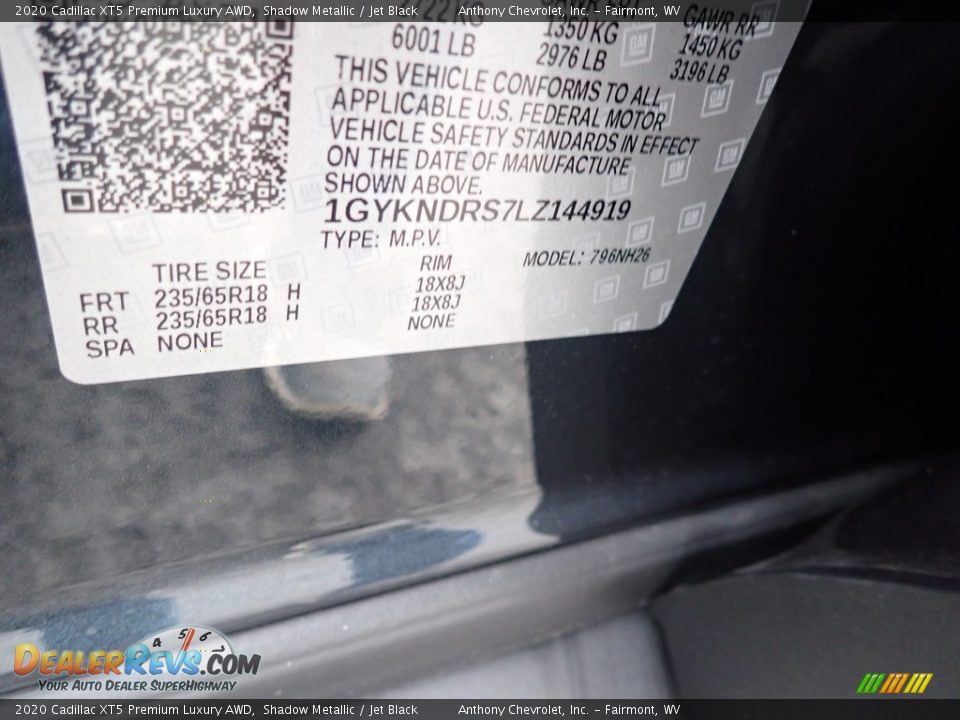 2020 Cadillac XT5 Premium Luxury AWD, Shadow Metallic / Jet Black Anthony Chevrolet, Inc. - Fairmont, WV
GAWR RR
6001 LB 1350 KG 1450 KG
2976 LB 3196 LB
THIS VEHICLE CONFORMS TO ALL
APPLICABLE U.S. FEDERAL MOTOR
VEHICLE SAFETY STANDARDS IN EFFECT
ON THE DATE OF MANUFACTURE
SHOWN ABOVE.
1GYKNDRS7LZ144919
TYPE: M.P.V.
MODEL: 796NH26
TIRE SIZE RIM
FRT 235/65R18 H 18X8J
RR 235/65R18 H 18X8J
SPA NONE NONE
4 5 6 7
DEALERREVS.COM
YOUR AUTO DEALER SUPERHIGHWAY
2020 Cadillac XT5 Premium Luxury AWD, Shadow Metallic / Jet Black Anthony Chevrolet, Inc. - Fairmont, WV